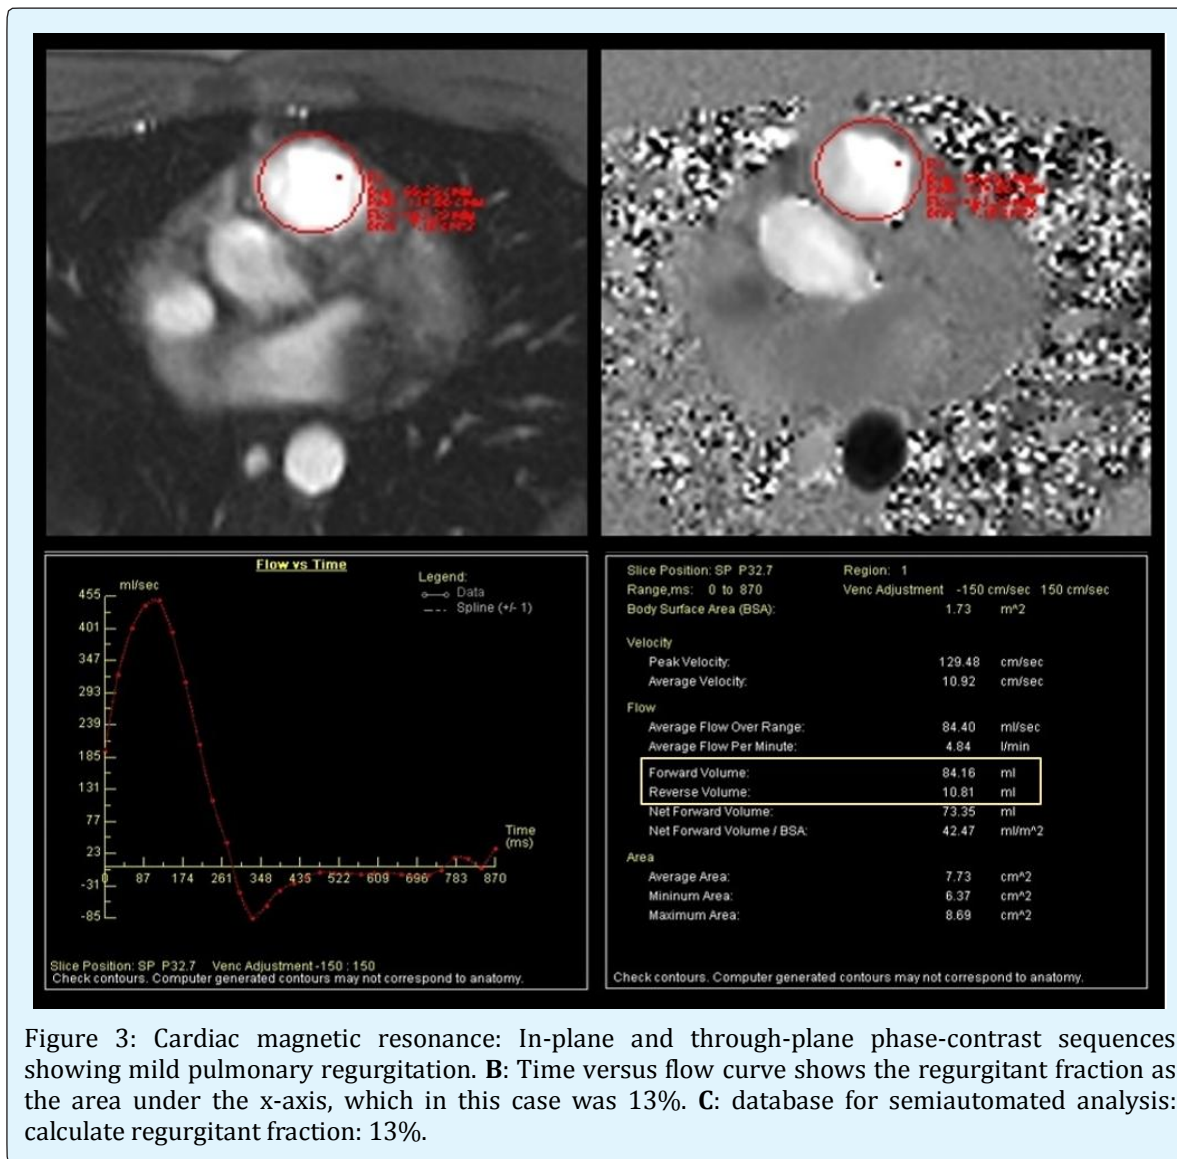 Flow vs Time
ml/sec
Legend:
Data
Spline (+/- 1)
455
401
347
293
239
185
131
77
23
-31
-85
Time
(ms)
0 87 174 261 348 435 522 609 696 783 870
Slice Position: SP P32.7 Venc Adjustment -150 : 150
Check contours. Computer generated contours may not correspond to anatomy.
Slice Position: SP P32.7 Region: 1
Range,ms: 0 to 870 Venc Adjustment -150 cm/sec 150 cm/sec
Body Surface Area (BSA): 1.73 m^2
Velocity
Peak Velocity: 129.48 cm/sec
Average Velocity: 10.92 cm/sec
Flow
Average Flow Over Range: 84.40 ml/sec
Average Flow Per Minute: 4.84 l/min
Forward Volume: 84.16 ml
Reverse Volume: 10.81 ml
Net Forward Volume: 73.35 ml
Net Forward Volume / BSA: 42.47 ml/m^2
Area
Average Area: 7.73 cm^2
Mininum Area: 6.37 cm^2
Maximum Area: 8.69 cm^2
Check contours. Computer generated contours may not correspond to anatomy.
Figure 3: Cardiac magnetic resonance: In-plane and through-plane phase-contrast sequences
showing mild pulmonary regurgitation. B: Time versus flow curve shows the regurgitant fraction as
the area under the x-axis, which in this case was 13%. C: database for semiautomated analysis:
calculate regurgitant fraction: 13%.